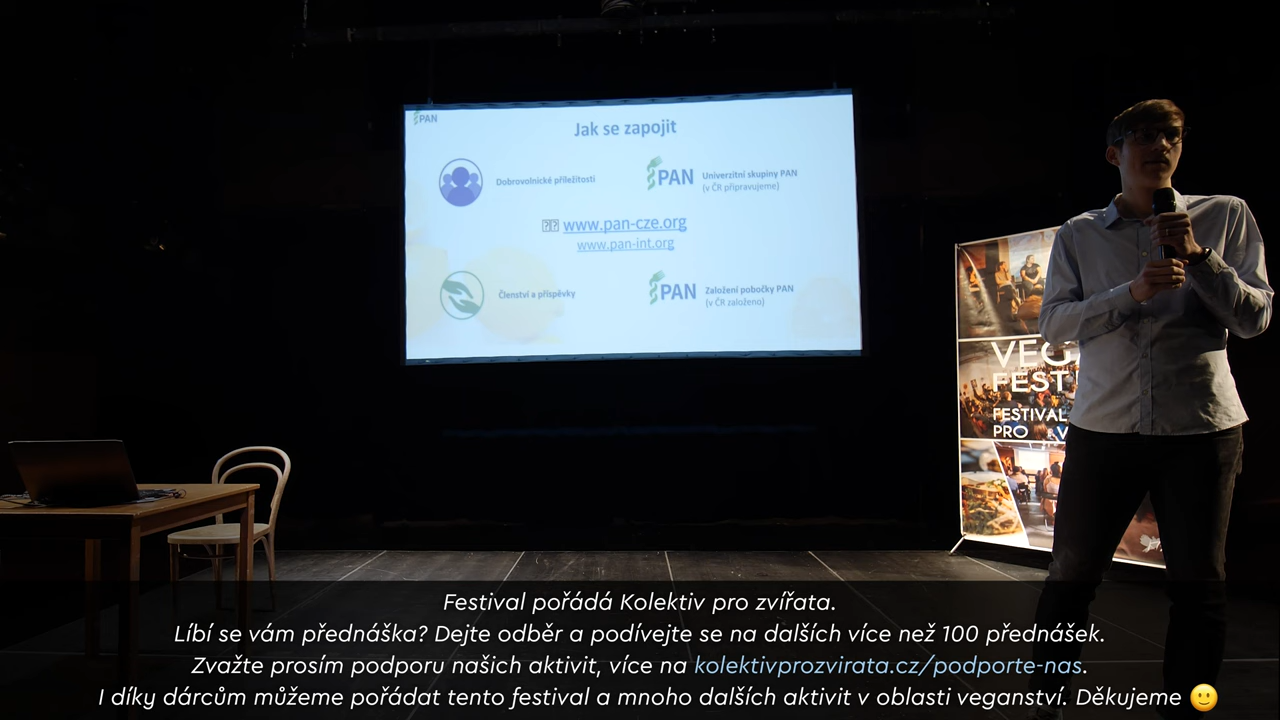 PAN
Jak se zapojit
Dobrovolnické příležitosti
PAN
Univerzitní skupiny PAN
(v ČR připravujeme)
www.pan-cze.org
www.pan-int.org
Členství a příspěvky
PAN
Založení pobočky PAN
(v ČR založeno)
FEST
FESTIVAL
PRO
Festival pořádá Kolektiv pro zvířata.
Líbí se vám přednáška? Dejte odběr a podívejte se na dalších více než 100 přednášek.
Zvažte prosím podporu našich aktivit, více na kolektivprozvirata.cz/podporte-nas.
I díky dárcům můžeme pořádat tento festival a mnoho dalších aktivit v oblasti veganství. Děkujeme 🙂